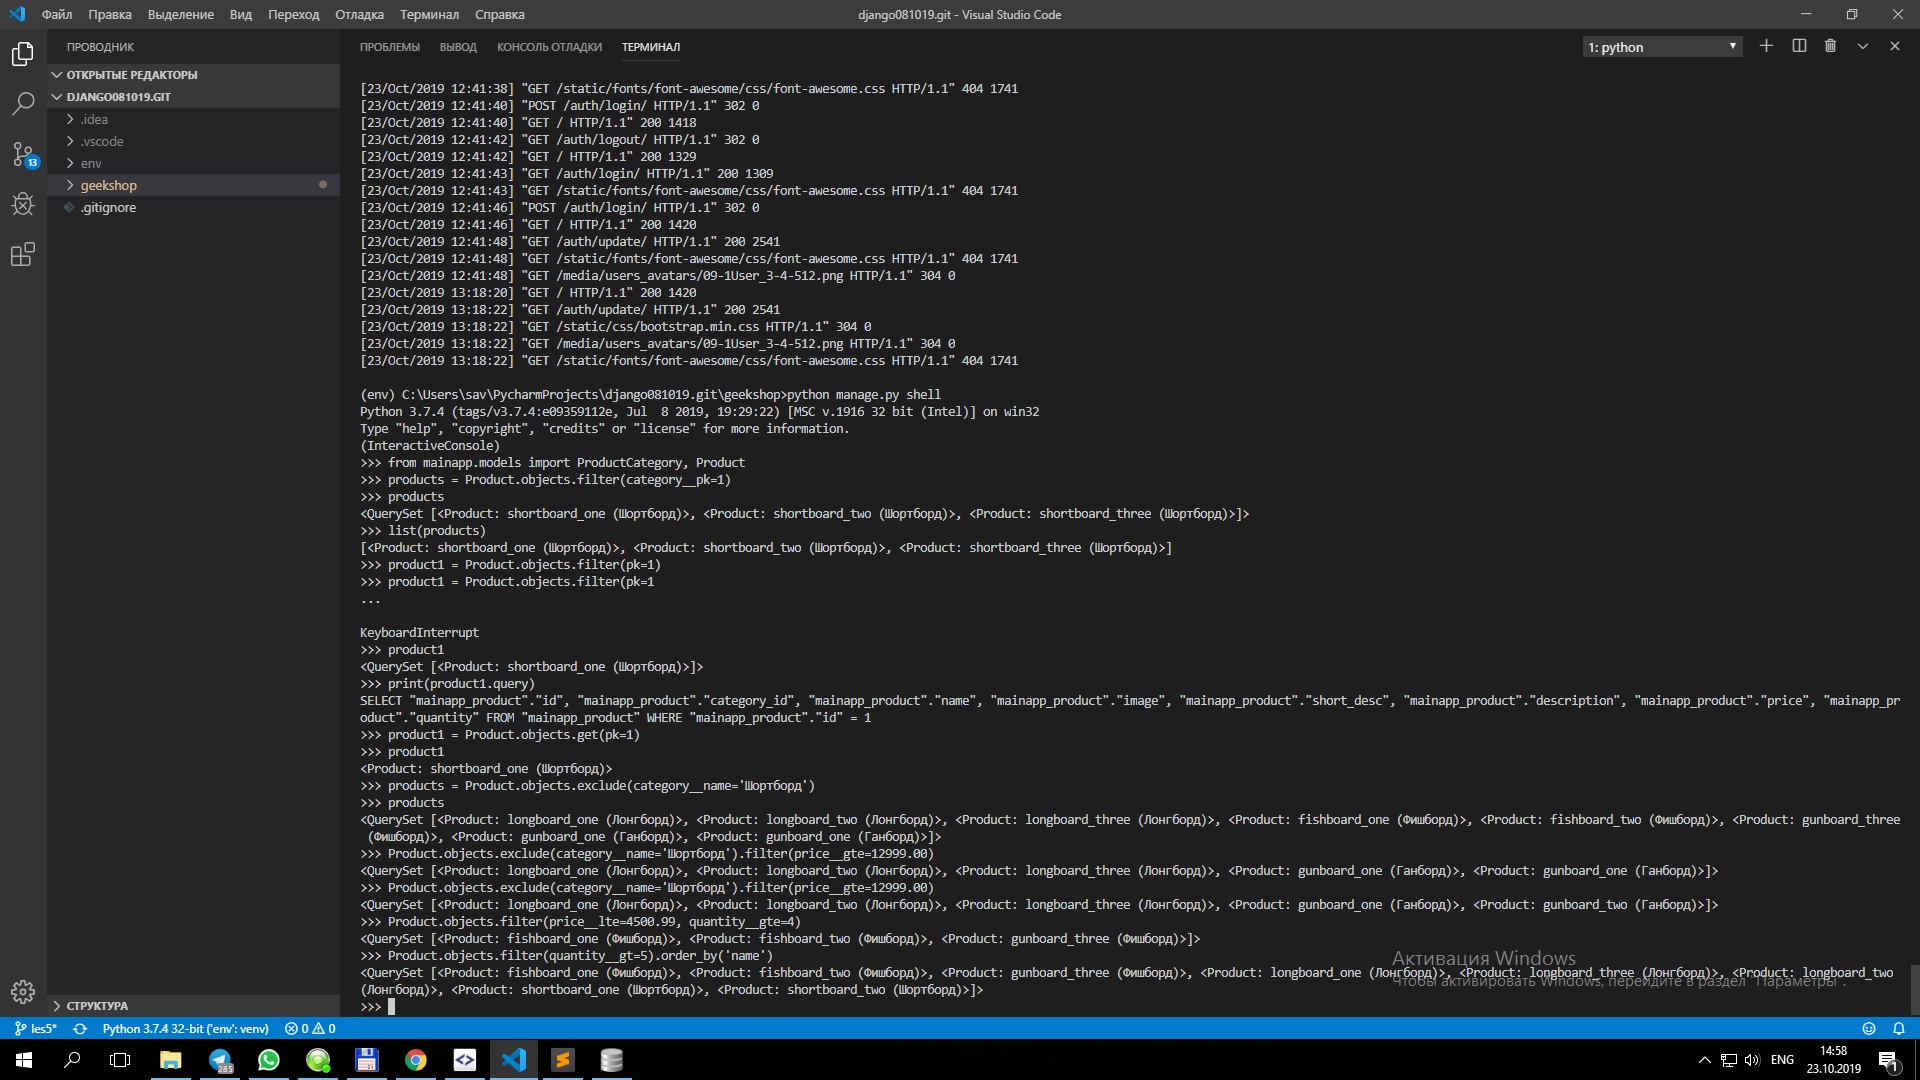 Файл Правка Выделение Вид Переход Отладка Терминал Справка
django081019.git - Visual Studio Code
ПРОВОДНИК
ОТКРЫТЫЕ РЕДАКТОРЫ
DJANGO081019.GIT
.idea
.vscode
env
geekshop
.gitignore
СТРУКТУРА
13
ПРОБЛЕМЫ ВЫВОД КОНСОЛЬ ОТЛАДКИ ТЕРМИНАЛ
1: python
[23/Oct/2019 12:41:38] "GET /static/fonts/font-awesome/css/font-awesome.css HTTP/1.1" 404 1741
[23/Oct/2019 12:41:40] "POST /auth/login/ HTTP/1.1" 302 0
[23/Oct/2019 12:41:40] "GET / HTTP/1.1" 200 1418
[23/Oct/2019 12:41:42] "GET /auth/logout/ HTTP/1.1" 302 0
[23/Oct/2019 12:41:42] "GET / HTTP/1.1" 200 1329
[23/Oct/2019 12:41:43] "GET /auth/login/ HTTP/1.1" 200 1309
[23/Oct/2019 12:41:43] "GET /static/fonts/font-awesome/css/font-awesome.css HTTP/1.1" 404 1741
[23/Oct/2019 12:41:46] "POST /auth/login/ HTTP/1.1" 302 0
[23/Oct/2019 12:41:46] "GET / HTTP/1.1" 200 1420
[23/Oct/2019 12:41:48] "GET /auth/update/ HTTP/1.1" 200 2541
[23/Oct/2019 12:41:48] "GET /static/fonts/font-awesome/css/font-awesome.css HTTP/1.1" 404 1741
[23/Oct/2019 12:41:48] "GET /media/users_avatars/09-1User_3-4-512.png HTTP/1.1" 304 0
[23/Oct/2019 13:18:20] "GET / HTTP/1.1" 200 1420
[23/Oct/2019 13:18:22] "GET /auth/update/ HTTP/1.1" 200 2541
[23/Oct/2019 13:18:22] "GET /static/css/bootstrap.min.css HTTP/1.1" 304 0
[23/Oct/2019 13:18:22] "GET /media/users_avatars/09-1User_3-4-512.png HTTP/1.1" 304 0
[23/Oct/2019 13:18:22] "GET /static/fonts/font-awesome/css/font-awesome.css HTTP/1.1" 404 1741
(env) C:\Users\sav\PycharmProjects\django081019.git\geekshop>python manage.py shell
Python 3.7.4 (tags/v3.7.4:e09359112e, Jul  8 2019, 19:29:22) [MSC v.1916 32 bit (Intel)] on win32
Type "help", "copyright", "credits" or "license" for more information.
(InteractiveConsole)
>>> from mainapp.models import ProductCategory, Product
>>> products = Product.objects.filter(category__pk=1)
>>> products
<QuerySet [<Product: shortboard_one (Шортборд)>, <Product: shortboard_two (Шортборд)>, <Product: shortboard_three (Шортборд)>]>
>>> list(products)
[<Product: shortboard_one (Шортборд)>, <Product: shortboard_two (Шортборд)>, <Product: shortboard_three (Шортборд)>]
>>> product1 = Product.objects.filter(pk=1)
>>> product1 = Product.objects.filter(pk=1
...
KeyboardInterrupt
>>> product1
<QuerySet [<Product: shortboard_one (Шортборд)>]>
>>> print(product1.query)
SELECT "mainapp_product"."id", "mainapp_product"."category_id", "mainapp_product"."name", "mainapp_product"."image", "mainapp_product"."short_desc", "mainapp_product"."description", "mainapp_product"."price", "mainapp_pr
oduct"."quantity" FROM "mainapp_product" WHERE "mainapp_product"."id" = 1
>>> product1 = Product.objects.get(pk=1)
>>> product1
<Product: shortboard_one (Шортборд)>
>>> products = Product.objects.exclude(category__name='Шортборд')
>>> products
<QuerySet [<Product: longboard_one (Лонгборд)>, <Product: longboard_two (Лонгборд)>, <Product: longboard_three (Лонгборд)>, <Product: fishboard_one (Фишборд)>, <Product: fishboard_two (Фишборд)>, <Product: gunboard_three
(Фишборд)>, <Product: gunboard_one (Ганборд)>, <Product: gunboard_one (Ганборд)>]>
>>> Product.objects.exclude(category__name='Шортборд').filter(price__gte=12999.00)
<QuerySet [<Product: longboard_one (Лонгборд)>, <Product: longboard_two (Лонгборд)>, <Product: longboard_three (Лонгборд)>, <Product: gunboard_one (Ганборд)>, <Product: gunboard_one (Ганборд)>]>
>>> Product.objects.exclude(category__name='Шортборд').filter(price__gte=12999.00)
<QuerySet [<Product: longboard_one (Лонгборд)>, <Product: longboard_two (Лонгборд)>, <Product: longboard_three (Лонгборд)>, <Product: gunboard_one (Ганборд)>, <Product: gunboard_two (Ганборд)>]>
>>> Product.objects.filter(price__lte=4500.99, quantity__gte=4)
<QuerySet [<Product: fishboard_one (Фишборд)>, <Product: fishboard_two (Фишборд)>, <Product: gunboard_three (Фишборд)>]>
>>> Product.objects.filter(quantity__gt=5).order_by('name')
<QuerySet [<Product: fishboard_one (Фишборд)>, <Product: fishboard_two (Фишборд)>, <Product: gunboard_three (Фишборд)>, <Product: longboard_one (Лонгборд)>, <Product: longboard_three (Лонгборд)>, <Product: longboard_two
(Лонгборд)>, <Product: shortboard_one (Шортборд)>, <Product: shortboard_two (Шортборд)>]>
>>>
Активация Windows
Чтобы активировать Windows, перейдите в раздел "Параметры".
les5* Python 3.7.4 32-bit ('env': venv) 0 0
285
ENG
14:58
23.10.2019
1